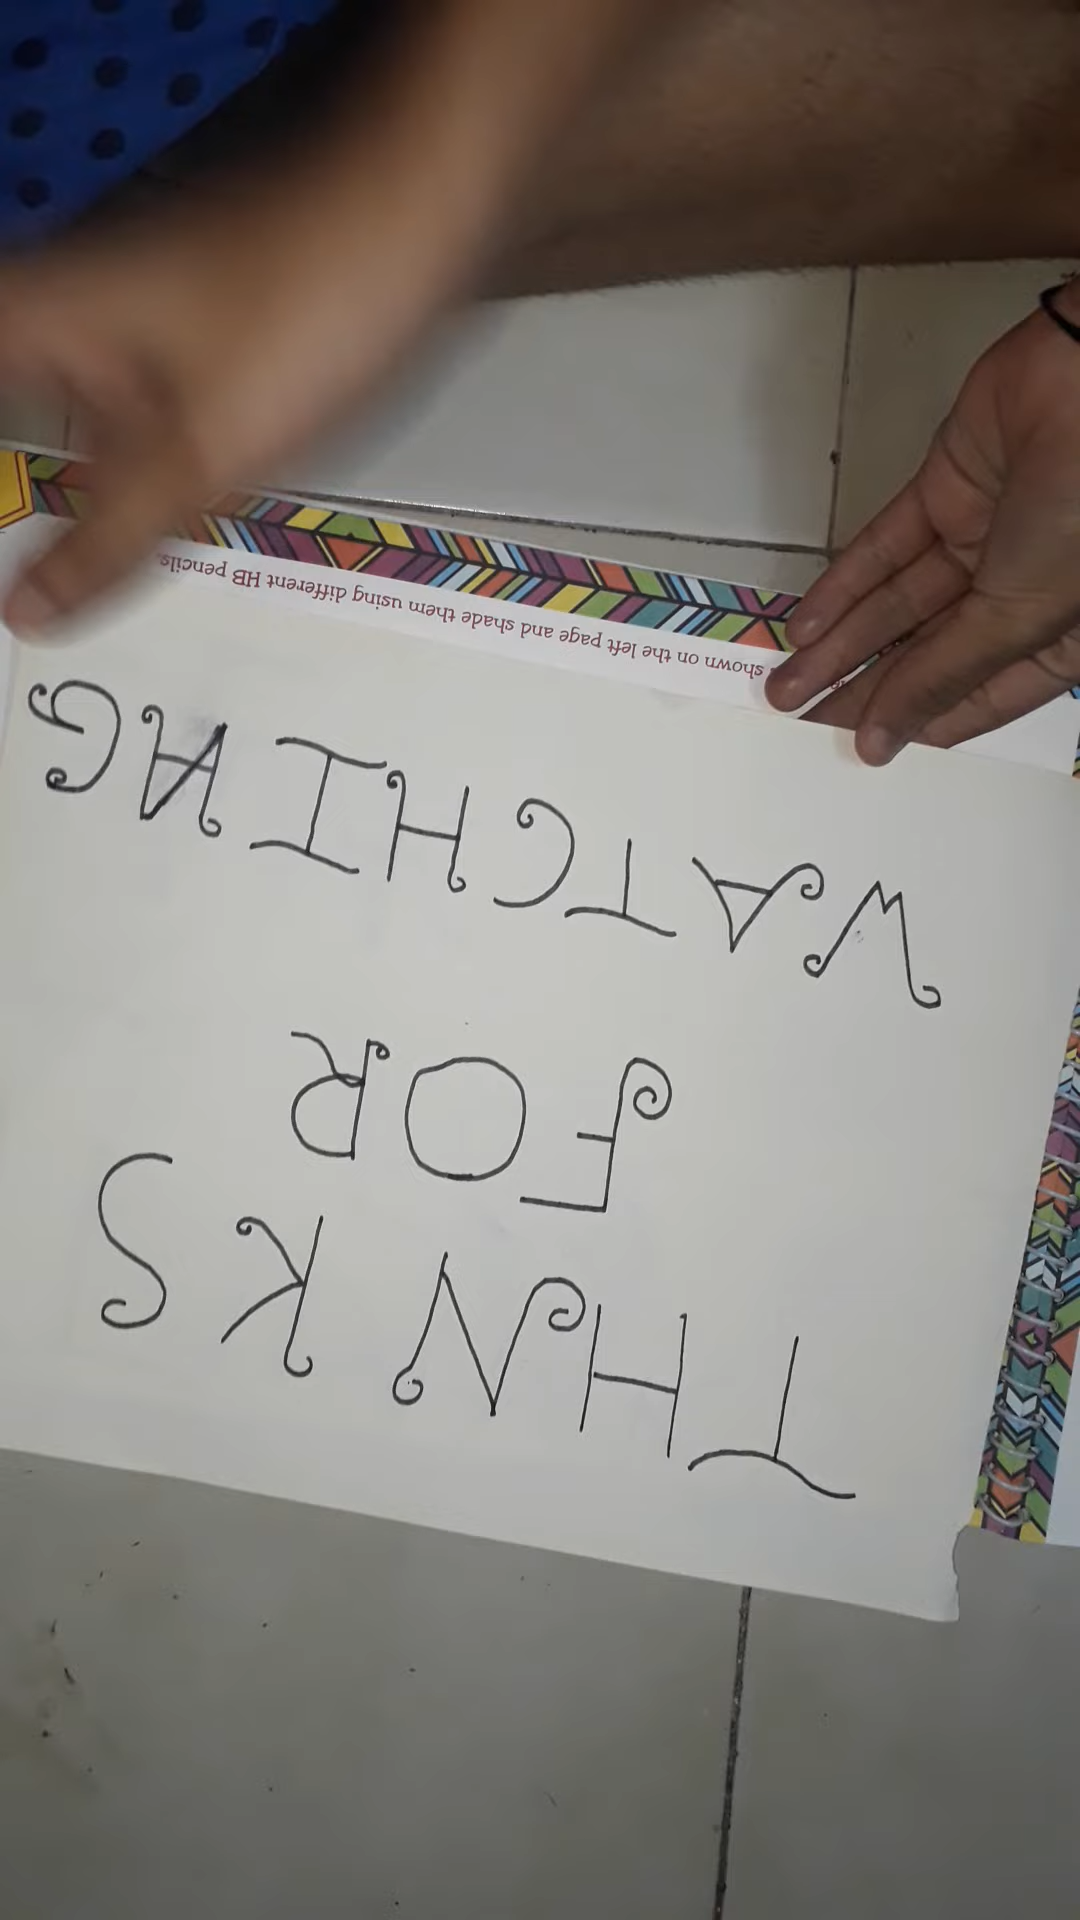 THNKS
FOR
WATCHING
shown on the left page and shade them using different HB pencils.